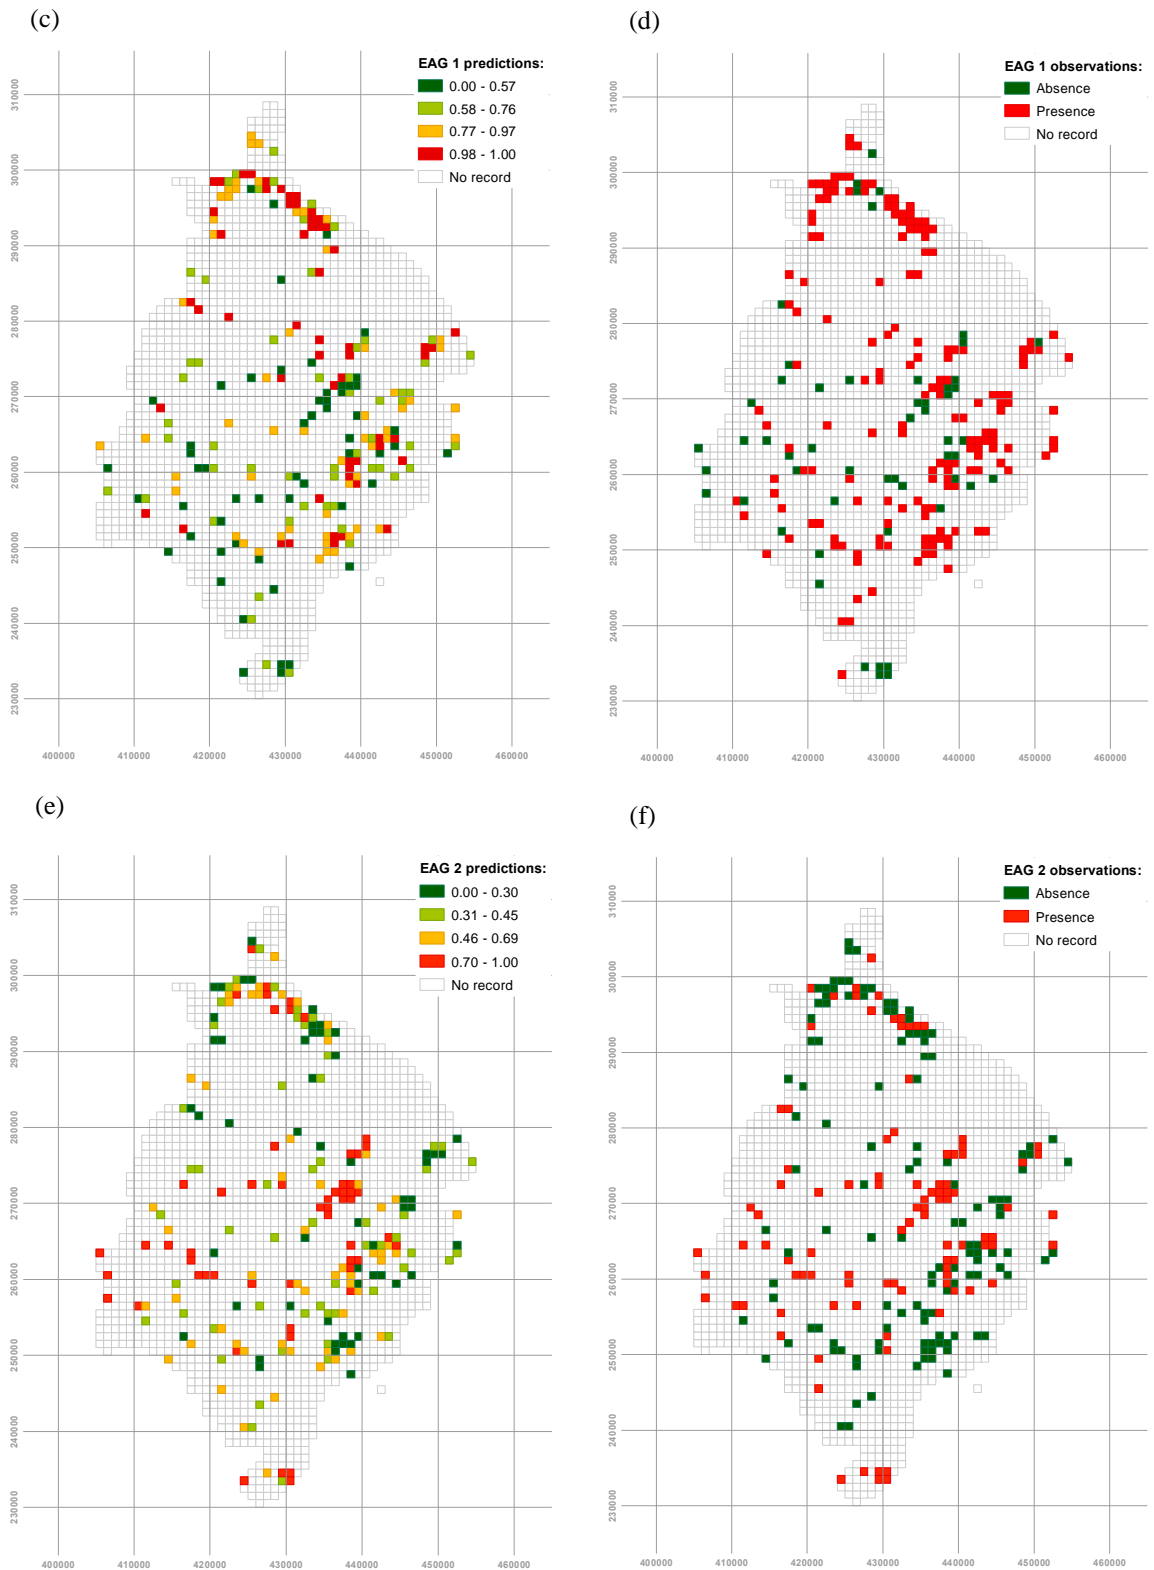 (c)
EAG 1 predictions:
0.00 - 0.57
0.58 - 0.76
0.77 - 0.97
0.98 - 1.00
No record
310000
300000
290000
280000
270000
260000
250000
240000
230000
400000 410000 420000 430000 440000 450000 460000
(d)
EAG 1 observations:
Absence
Presence
No record
310000
300000
290000
280000
270000
260000
250000
240000
230000
400000 410000 420000 430000 440000 450000 460000
(e)
EAG 2 predictions:
0.00 - 0.30
0.31 - 0.45
0.46 - 0.69
0.70 - 1.00
No record
310000
300000
290000
280000
270000
260000
250000
240000
230000
400000 410000 420000 430000 440000 450000 460000
(f)
EAG 2 observations:
Absence
Presence
No record
310000
300000
290000
280000
270000
260000
250000
240000
230000
400000 410000 420000 430000 440000 450000 460000